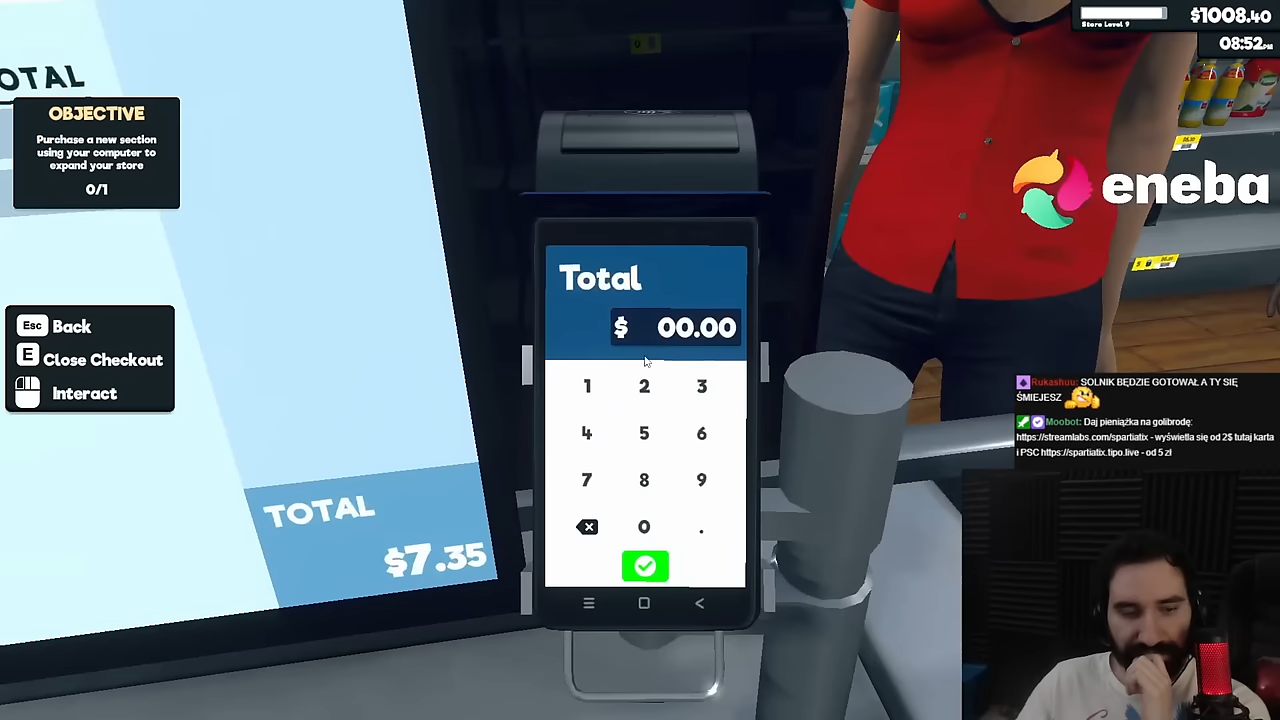 $1008.40
Store Level 9
08:52PM
OTAL
OBJECTIVE
Purchase a new section
using your computer to
expand your store
0/1
eneba
Total
$ 00.00
Esc Back
E Close Checkout
Interact
1 2 3
4 5 6
7 8 9
0 .
TOTAL
$7.35
Rukashuu: SOLNIK BĘDZIE GOTOWAŁ A TY SIĘ
ŚMIEJESZ
Moobot: Daj pieniążka na golibrodę:
https://streamlabs.com/spartiatix - wyświetla się od 2$ tutaj karta
i PSC https://spartiatix.tipo.live - od 5 zł